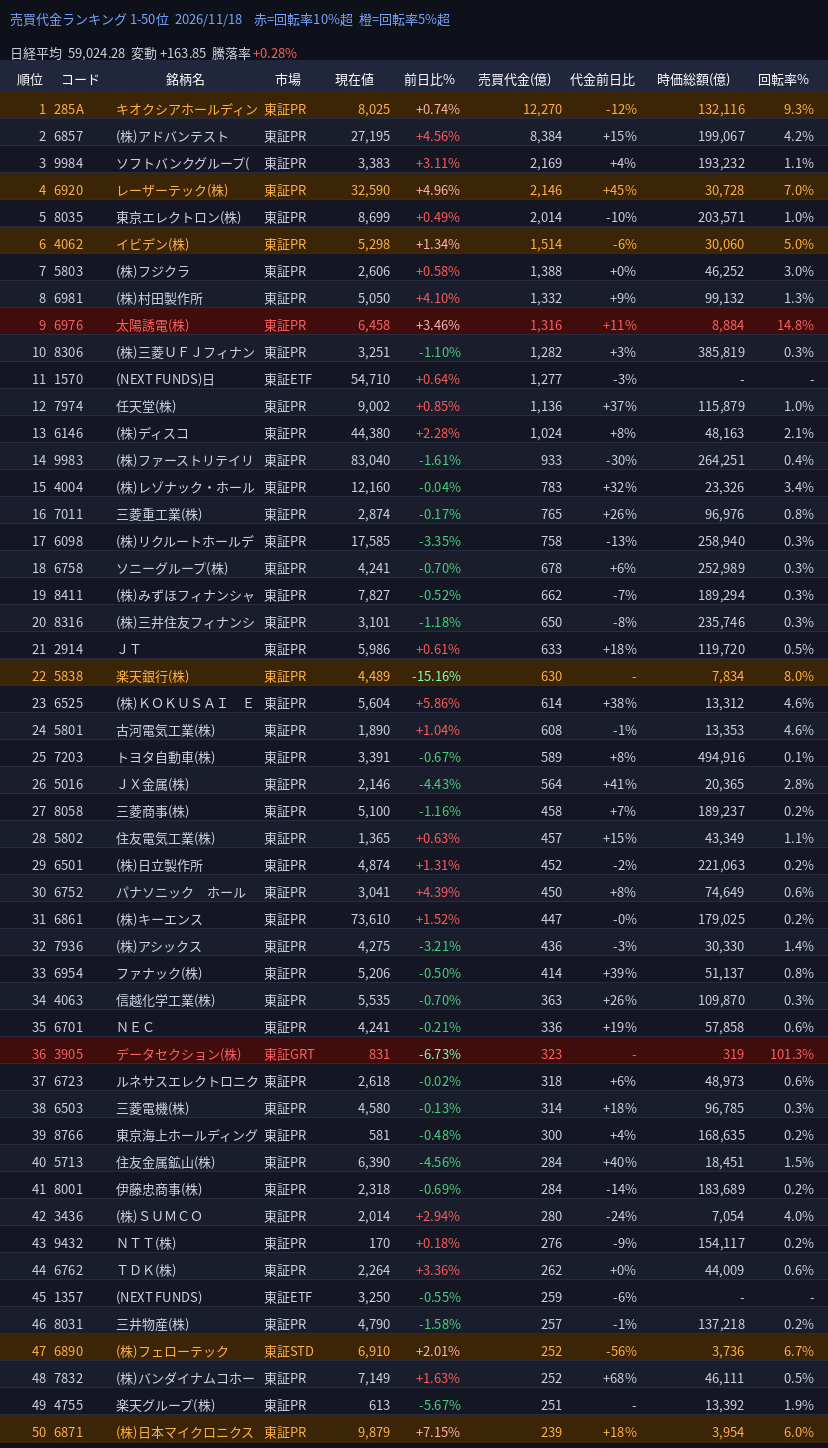 売買代金ランキング 1-50位 2026/11/18 赤=回転率10%超 橙=回転率5%超
日経平均 59,024.28 変動 +163.85 騰落率 +0.28%
順位 コード 銘柄名 市場 現在値 前日比% 売買代金(億) 代金前日比 時価総額(億) 回転率%
1 285A キオクシアホールディン 東証PR 8,025 +0.74% 12,270 -12% 132,116 9.3%
2 6857 (株)アドバンテスト 東証PR 27,195 +4.56% 8,384 +15% 199,067 4.2%
3 9984 ソフトバンクグループ( 東証PR 3,383 +3.11% 2,169 +4% 193,232 1.1%
4 6920 レーザーテック(株) 東証PR 32,590 +4.96% 2,146 +45% 30,728 7.0%
5 8035 東京エレクトロン(株) 東証PR 8,699 +0.49% 2,014 -10% 203,571 1.0%
6 4062 イビデン(株) 東証PR 5,298 +1.34% 1,514 -6% 30,060 5.0%
7 5803 (株)フジクラ 東証PR 2,606 +0.58% 1,388 +0% 46,252 3.0%
8 6981 (株)村田製作所 東証PR 5,050 +4.10% 1,332 +9% 99,132 1.3%
9 6976 太陽誘電(株) 東証PR 6,458 +3.46% 1,316 +11% 8,884 14.8%
10 8306 (株)三菱ＵＦＪフィナン 東証PR 3,251 -1.10% 1,282 +3% 385,819 0.3%
11 1570 (NEXT FUNDS)日 東証ETF 54,710 +0.64% 1,277 -3% - -
12 7974 任天堂(株) 東証PR 9,002 +0.85% 1,136 +37% 115,879 1.0%
13 6146 (株)ディスコ 東証PR 44,380 +2.28% 1,024 +8% 48,163 2.1%
14 9983 (株)ファーストリテイリ 東証PR 83,040 -1.61% 933 -30% 264,251 0.4%
15 4004 (株)レゾナック・ホール 東証PR 12,160 -0.04% 783 +32% 23,326 3.4%
16 7011 三菱重工業(株) 東証PR 2,874 -0.17% 765 +26% 96,976 0.8%
17 6098 (株)リクルートホールデ 東証PR 17,585 -3.35% 758 -13% 258,940 0.3%
18 6758 ソニーグループ(株) 東証PR 4,241 -0.70% 678 +6% 252,989 0.3%
19 8411 (株)みずほフィナンシャ 東証PR 7,827 -0.52% 662 -7% 189,294 0.3%
20 8316 (株)三井住友フィナンシ 東証PR 3,101 -1.18% 650 -8% 235,746 0.3%
21 2914 ＪＴ 東証PR 5,986 +0.61% 633 +18% 119,720 0.5%
22 5838 楽天銀行(株) 東証PR 4,489 -15.16% 630 - 7,834 8.0%
23 6525 (株)ＫＯＫＵＳＡＩ　Ｅ 東証PR 5,604 +5.86% 614 +38% 13,312 4.6%
24 5801 古河電気工業(株) 東証PR 1,890 +1.04% 608 -1% 13,353 4.6%
25 7203 トヨタ自動車(株) 東証PR 3,391 -0.67% 589 +8% 494,916 0.1%
26 5016 ＪＸ金属(株) 東証PR 2,146 -4.43% 564 +41% 20,365 2.8%
27 8058 三菱商事(株) 東証PR 5,100 -1.16% 458 +7% 189,237 0.2%
28 5802 住友電気工業(株) 東証PR 1,365 +0.63% 457 +15% 43,349 1.1%
29 6501 (株)日立製作所 東証PR 4,874 +1.31% 452 -2% 221,063 0.2%
30 6752 パナソニック　ホール 東証PR 3,041 +4.39% 450 +8% 74,649 0.6%
31 6861 (株)キーエンス 東証PR 73,610 +1.52% 447 -0% 179,025 0.2%
32 7936 (株)アシックス 東証PR 4,275 -3.21% 436 -3% 30,330 1.4%
33 6954 ファナック(株) 東証PR 5,206 -0.50% 414 +39% 51,137 0.8%
34 4063 信越化学工業(株) 東証PR 5,535 -0.70% 363 +26% 109,870 0.3%
35 6701 ＮＥＣ 東証PR 4,241 -0.21% 336 +19% 57,858 0.6%
36 3905 データセクション(株) 東証GRT 831 -6.73% 323 - 319 101.3%
37 6723 ルネサスエレクトロニク 東証PR 2,618 -0.02% 318 +6% 48,973 0.6%
38 6503 三菱電機(株) 東証PR 4,580 -0.13% 314 +18% 96,785 0.3%
39 8766 東京海上ホールディング 東証PR 581 -0.48% 300 +4% 168,635 0.2%
40 5713 住友金属鉱山(株) 東証PR 6,390 -4.56% 284 +40% 18,451 1.5%
41 8001 伊藤忠商事(株) 東証PR 2,318 -0.69% 284 -14% 183,689 0.2%
42 3436 (株)ＳＵＭＣＯ 東証PR 2,014 +2.94% 280 -24% 7,054 4.0%
43 9432 ＮＴＴ(株) 東証PR 170 +0.18% 276 -9% 154,117 0.2%
44 6762 ＴＤＫ(株) 東証PR 2,264 +3.36% 262 +0% 44,009 0.6%
45 1357 (NEXT FUNDS) 東証ETF 3,250 -0.55% 259 -6% - -
46 8031 三井物産(株) 東証PR 4,790 -1.58% 257 -1% 137,218 0.2%
47 6890 (株)フェローテック 東証STD 6,910 +2.01% 252 -56% 3,736 6.7%
48 7832 (株)バンダイナムコホー 東証PR 7,149 +1.63% 252 +68% 46,111 0.5%
49 4755 楽天グループ(株) 東証PR 613 -5.67% 251 - 13,392 1.9%
50 6871 (株)日本マイクロニクス 東証PR 9,879 +7.15% 239 +18% 3,954 6.0%